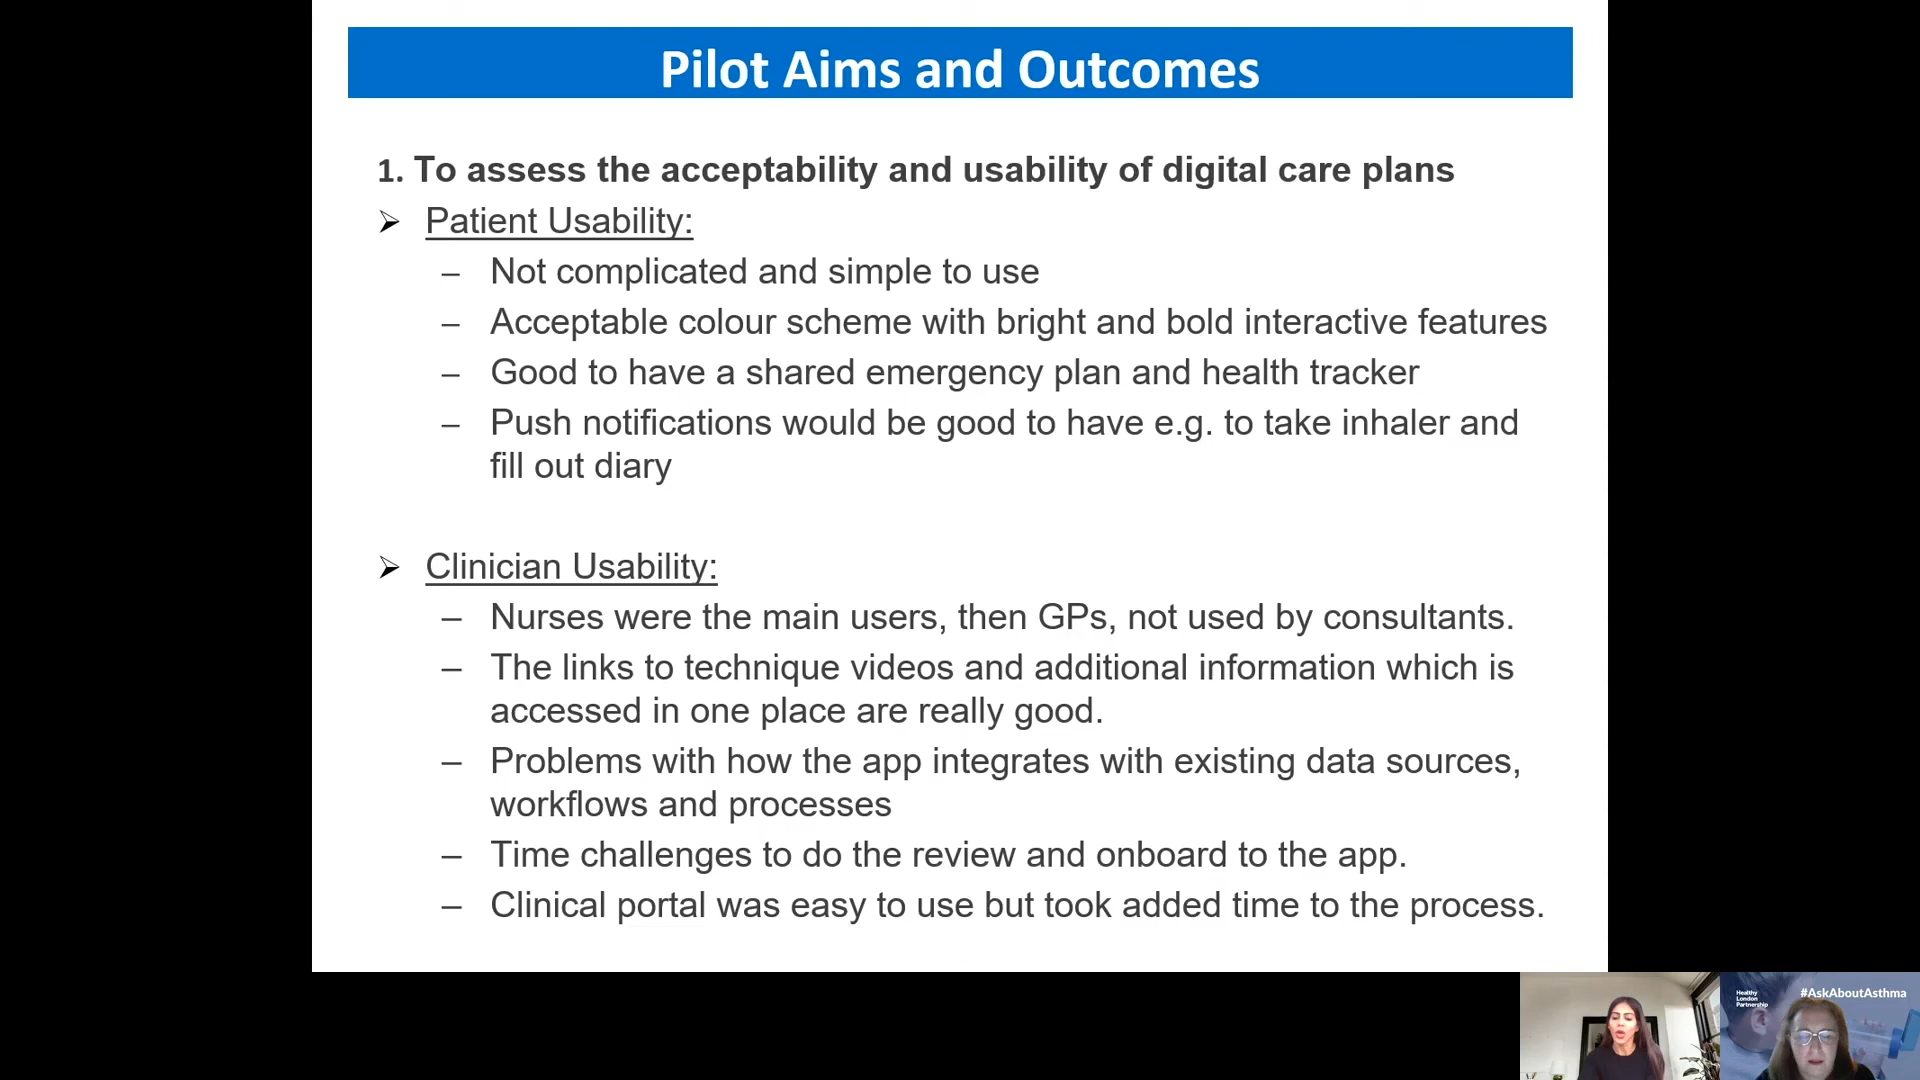 Pilot Aims and Outcomes
1. To assess the acceptability and usability of digital care plans
➢ Patient Usability:
– Not complicated and simple to use
– Acceptable colour scheme with bright and bold interactive features
– Good to have a shared emergency plan and health tracker
– Push notifications would be good to have e.g. to take inhaler and
fill out diary
➢ Clinician Usability:
– Nurses were the main users, then GPs, not used by consultants.
– The links to technique videos and additional information which is
accessed in one place are really good.
– Problems with how the app integrates with existing data sources,
workflows and processes
– Time challenges to do the review and onboard to the app.
– Clinical portal was easy to use but took added time to the process.
Healthy
London
Partnership
#AskAboutAsthma